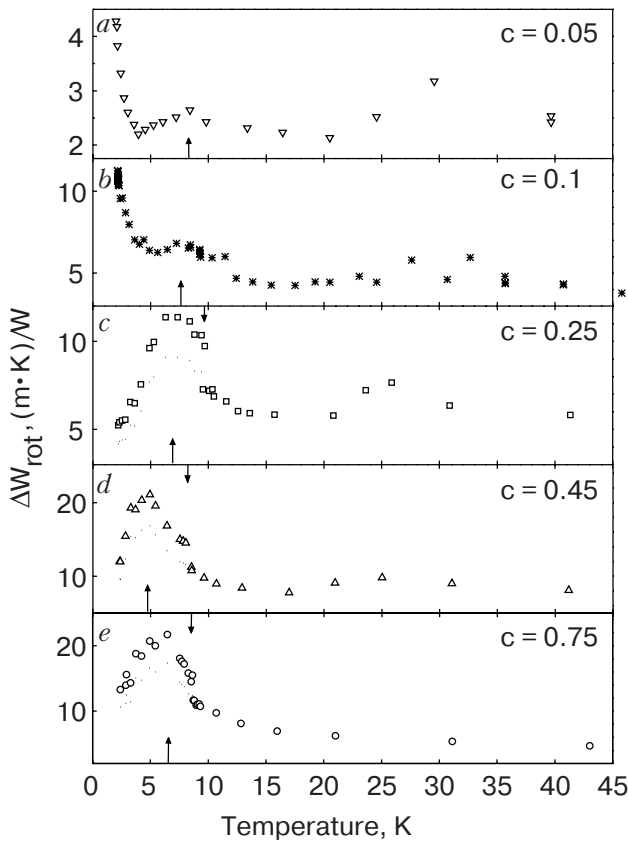 a
c = 0.05
4
3
2
b
c = 0.1
10
5
c
c = 0.25
10
5
d
c = 0.45
20
10
e
c = 0.75
20
10
0 5 10 15 20 25 30 35 40 45
Temperature, K
ΔW_rot, (m•K)/W